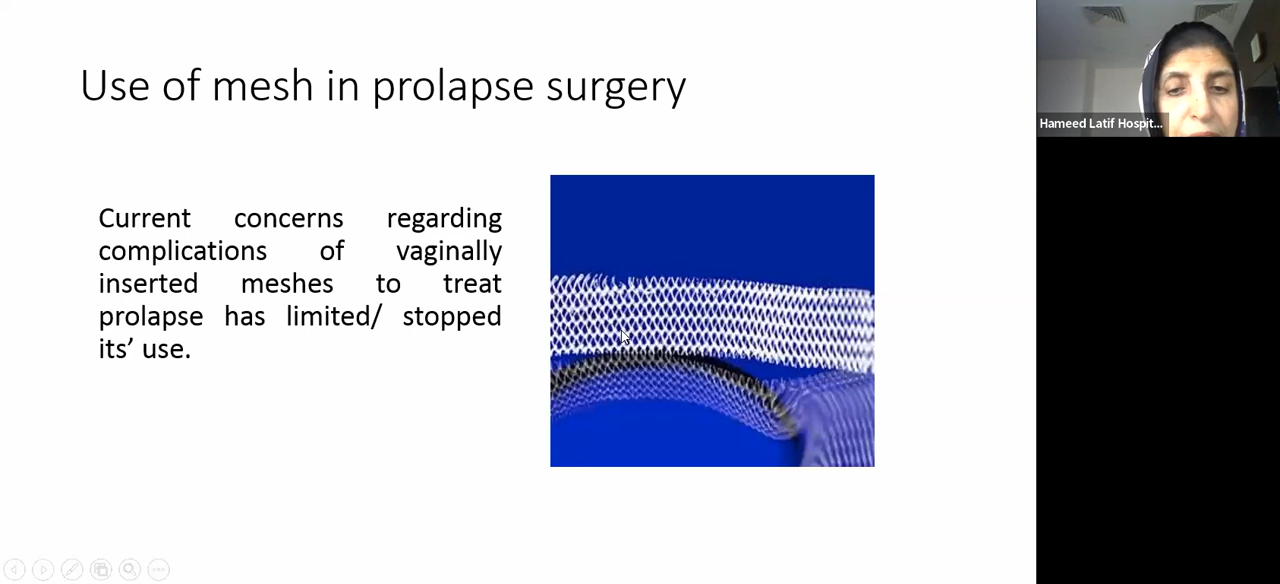 Use of mesh in prolapse surgery
Current concerns regarding
complications of vaginally
inserted meshes to treat
prolapse has limited/ stopped
its’ use.
Hameed Latif Hospit...